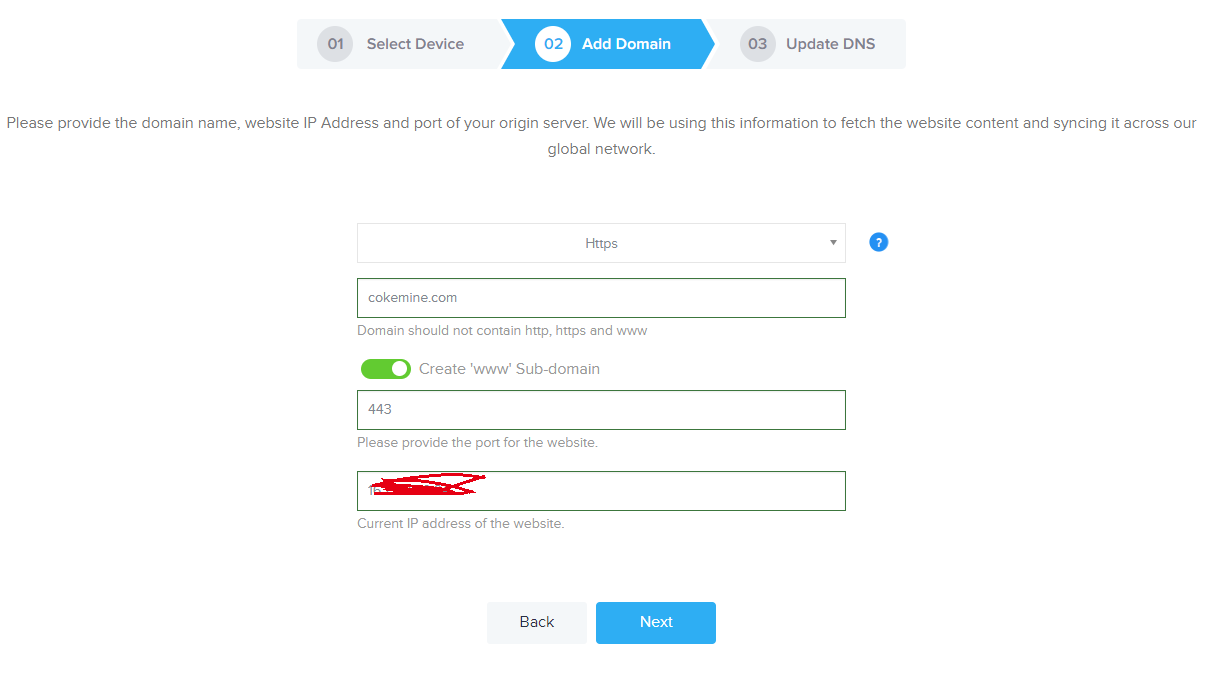 01 Select Device 02 Add Domain 03 Update DNS
Please provide the domain name, website IP Address and port of your origin server. We will be using this information to fetch the website content and syncing it across our
global network.
Https ?
cokemine.com
Domain should not contain http, https and www
Create 'www' Sub-domain
443
Please provide the port for the website.
Current IP address of the website.
Back Next